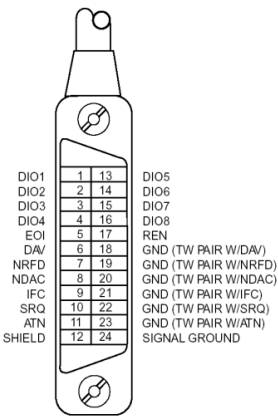 DIO1 1 13 DIO5
DIO2 2 14 DIO6
DIO3 3 15 DIO7
DIO4 4 16 DIO8
EOI 5 17 REN
DAV 6 18 GND (TW PAIR W/DAV)
NRFD 7 19 GND (TW PAIR W/NRFD)
NDAC 8 20 GND (TW PAIR W/NDAC)
IFC 9 21 GND (TW PAIR W/IFC)
SRQ 10 22 GND (TW PAIR W/SRQ)
ATN 11 23 GND (TW PAIR W/ATN)
SHIELD 12 24 SIGNAL GROUND